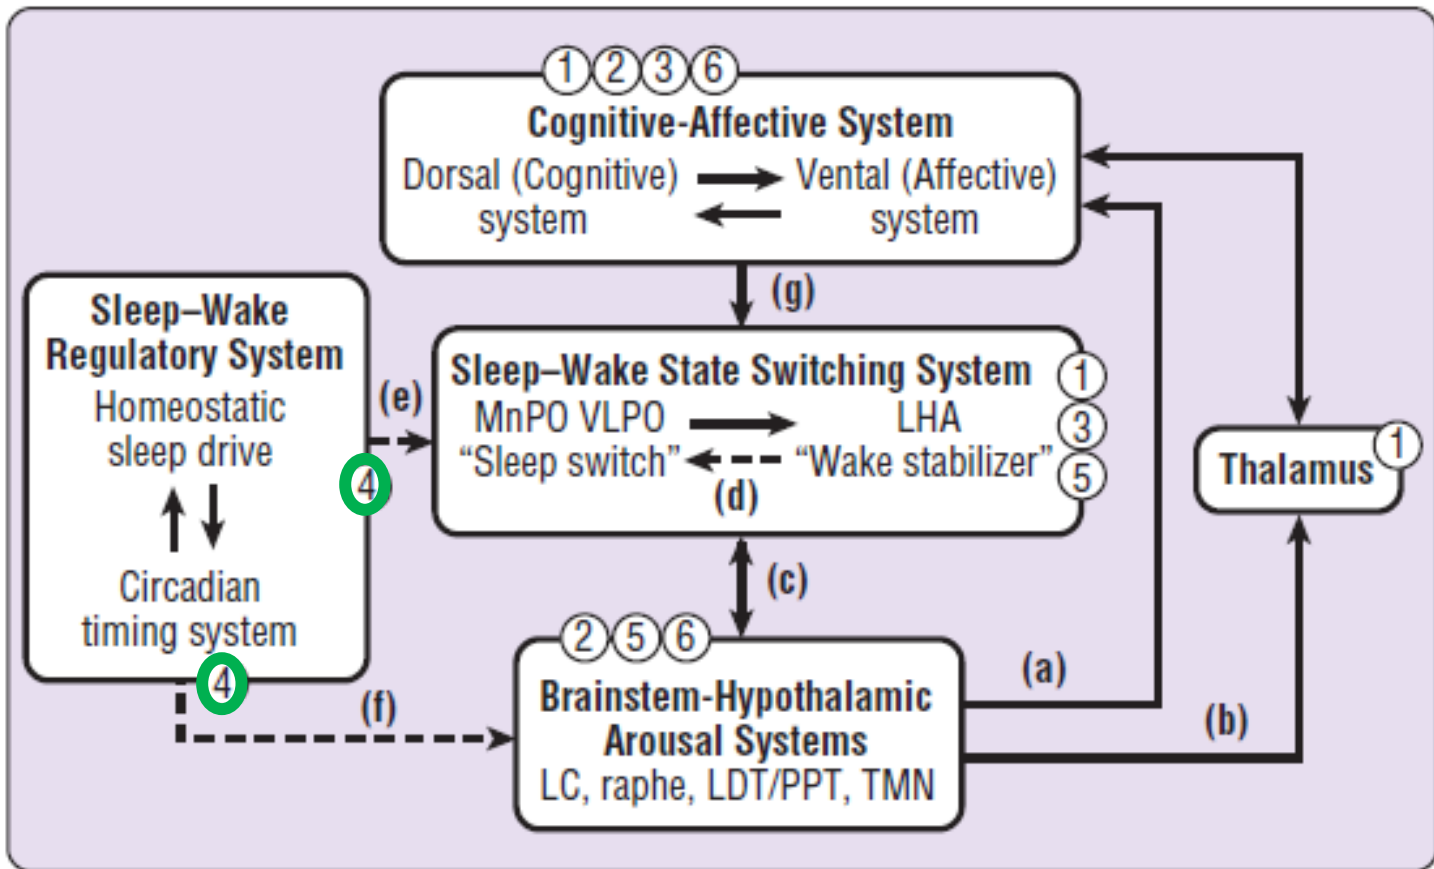 1 2 3 6
Cognitive-Affective System
Dorsal (Cognitive) system
Vental (Affective) system
(g)
Sleep–Wake
Regulatory System
Homeostatic
sleep drive
Circadian
timing system
4
4
(e)
(f)
Sleep–Wake State Switching System
MnPO VLPO
"Sleep switch"
LHA
"Wake stabilizer"
(d)
1
3
5
(c)
2 5 6
Brainstem-Hypothalamic
Arousal Systems
LC, raphe, LDT/PPT, TMN
(a)
(b)
Thalamus
1